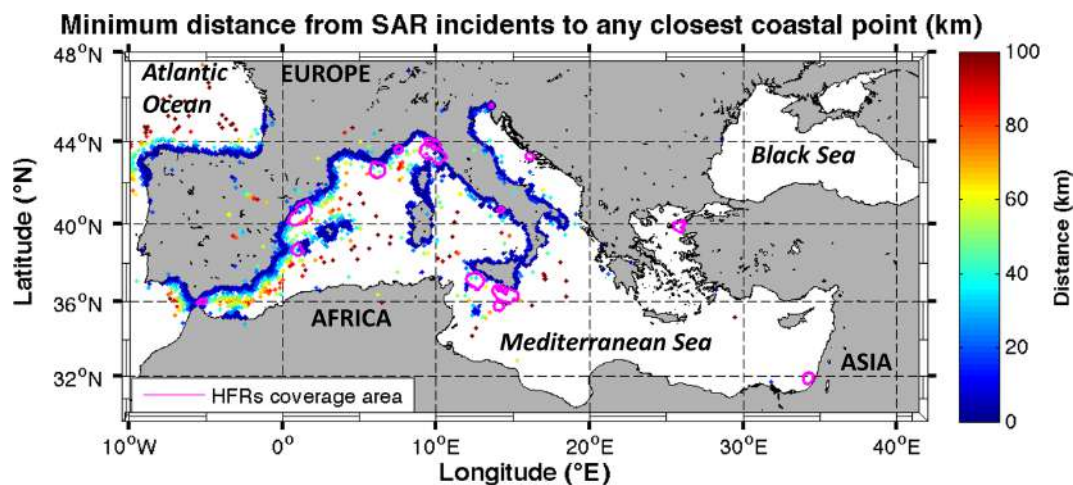 Minimum distance from SAR incidents to any closest coastal point (km)
48°N
44°N
40°N
36°N
32°N
Latitude (°N)
Atlantic
Ocean
EUROPE
Black Sea
AFRICA
Mediterranean Sea
ASIA
HFRs coverage area
10°W
0°
10°E
20°E
30°E
40°E
Longitude (°E)
100
80
60
40
20
0
Distance (km)